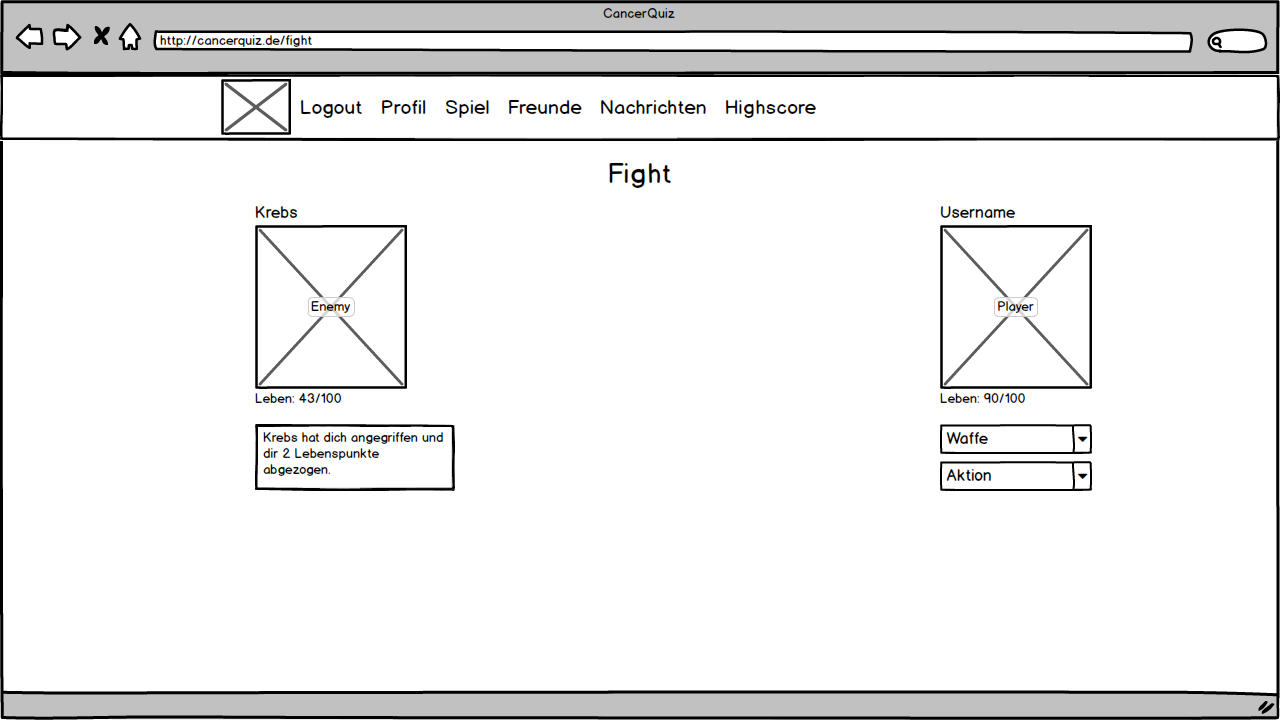 CancerQuiz
http://cancerquiz.de/fight
Logout Profil Spiel Freunde Nachrichten Highscore
Fight
Krebs
Enemy
Leben: 43/100
Krebs hat dich angegriffen und
dir 2 Lebenspunkte
abgezogen.
Username
Player
Leben: 90/100
Waffe
Aktion